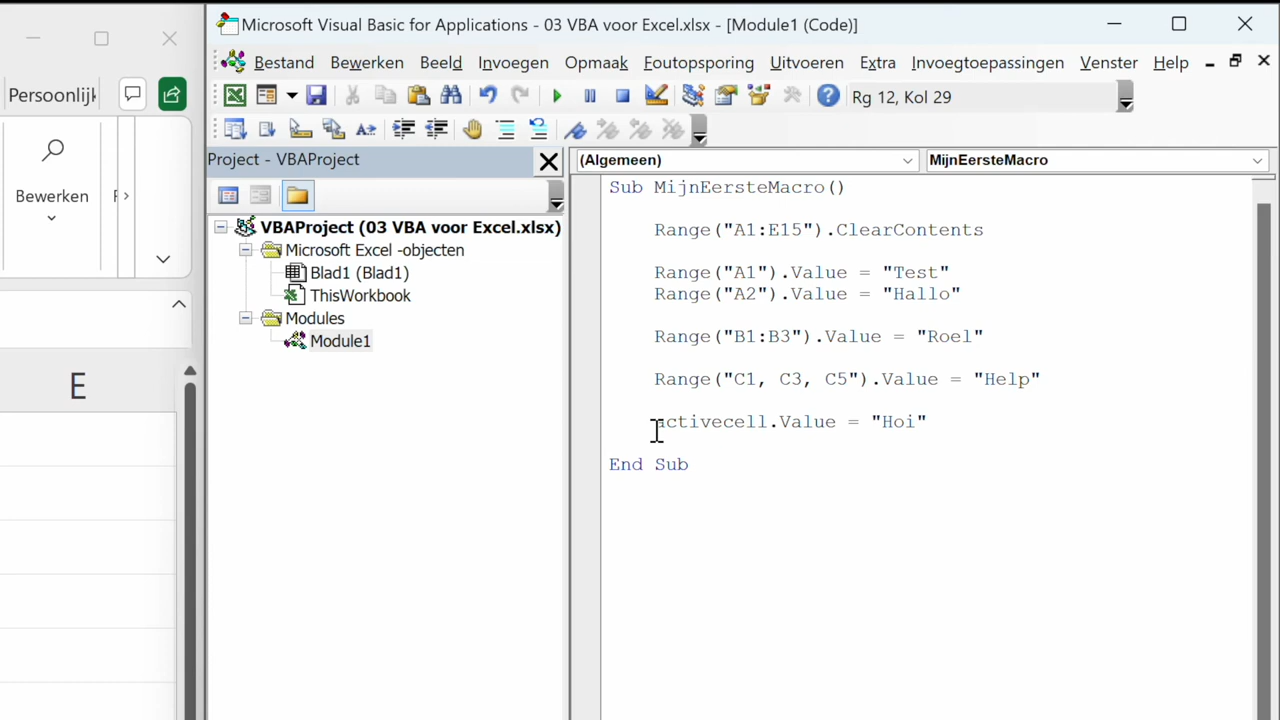 Microsoft Visual Basic for Applications - 03 VBA voor Excel.xlsx - [Module1 (Code)]
Bestand Bewerken Beeld Invoegen Opmaak Foutopsporing Uitvoeren Extra Invoegtoepassingen Venster Help
Persoonlijk
Rg 12, Kol 29
Project - VBAProject
(Algemeen)
MijnEersteMacro
Bewerken
VBAProject (03 VBA voor Excel.xlsx)
Microsoft Excel -objecten
Blad1 (Blad1)
ThisWorkbook
Modules
Module1
E
Sub MijnEersteMacro()
Range("A1:E15").ClearContents
Range("A1").Value = "Test"
Range("A2").Value = "Hallo"
Range("B1:B3").Value = "Roel"
Range("C1, C3, C5").Value = "Help"
activecell.Value = "Hoi"
End Sub